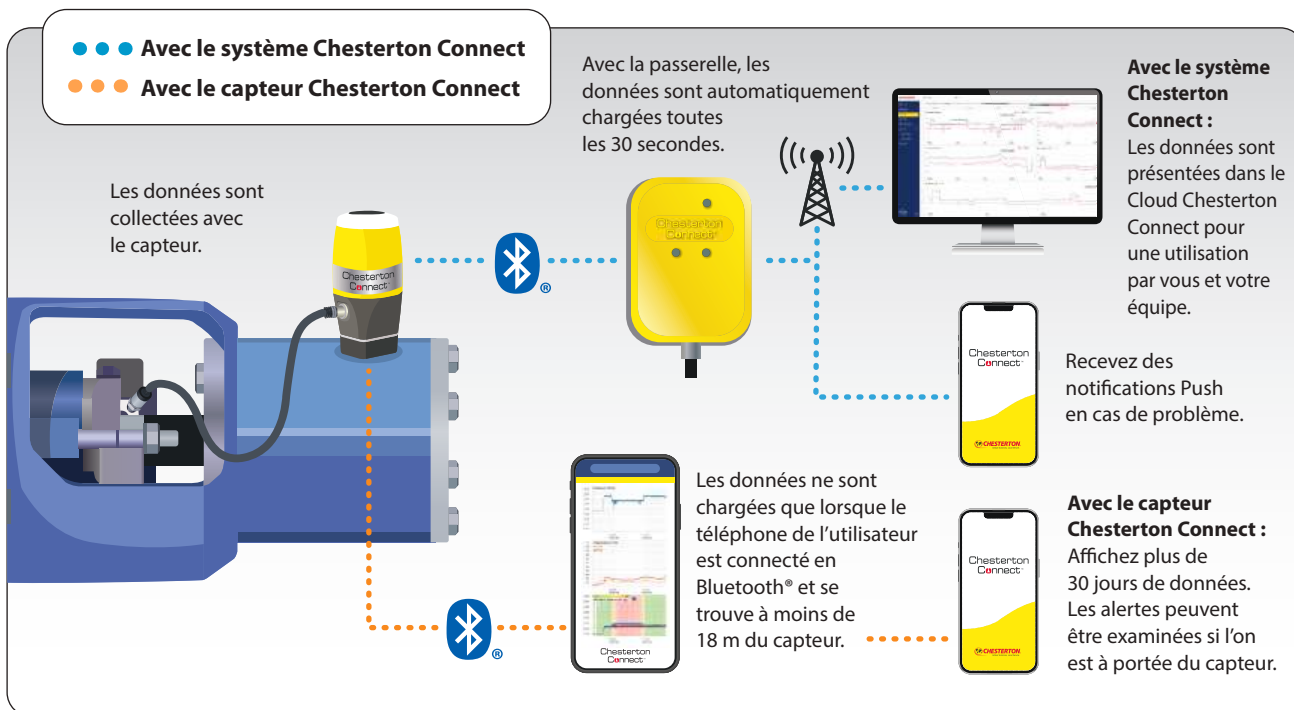 Avec le système Chesterton Connect
Avec le capteur Chesterton Connect
Les données sont
collectées avec
le capteur.
Chesterton
Connect
Avec la passerelle, les
données sont automatiquement
chargées toutes
les 30 secondes.
Chesterton
Connect
®
Avec le système
Chesterton
Connect :
Les données sont
présentées dans le
Cloud Chesterton
Connect pour
une utilisation
par vous et votre
équipe.
Chesterton
Connect™
CHESTERTON
Recevez des
notifications Push
en cas de problème.
®
Chesterton
Connect™
Les données ne sont
chargées que lorsque le
téléphone de l’utilisateur
est connecté en
Bluetooth® et se
trouve à moins de
18 m du capteur.
Chesterton
Connect™
CHESTERTON
Avec le capteur
Chesterton Connect :
Affichez plus de
30 jours de données.
Les alertes peuvent
être examinées si l’on
est à portée du capteur.